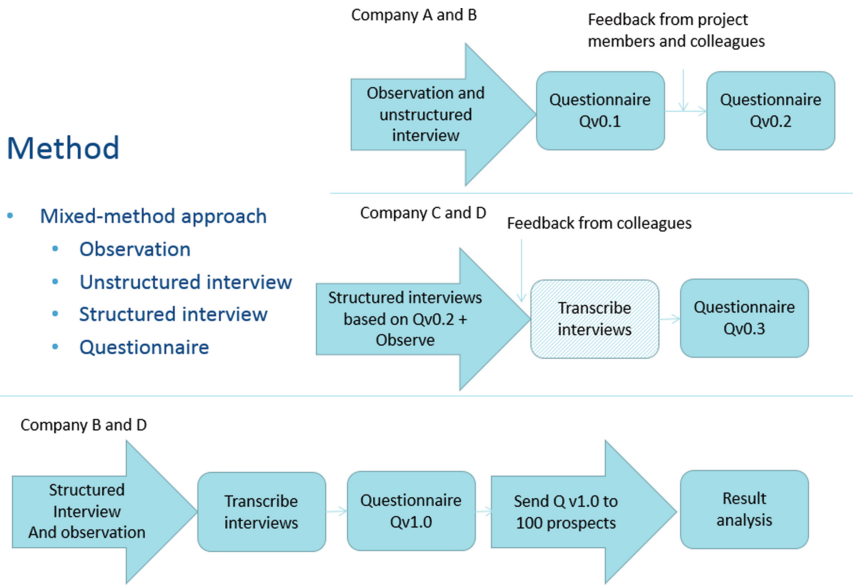 Company A and B
Feedback from project
members and colleagues
Observation and
unstructured
interview
Questionnaire
Qv0.1
Questionnaire
Qv0.2
Method
• Mixed-method approach
• Observation
• Unstructured interview
• Structured interview
• Questionnaire
Company C and D
Feedback from colleagues
Structured interviews
based on Qv0.2 +
Observe
Transcribe
interviews
Questionnaire
Qv0.3
Company B and D
Structured
Interview
And observation
Transcribe
interviews
Questionnaire
Qv1.0
Send Q v1.0 to
100 prospects
Result
analysis